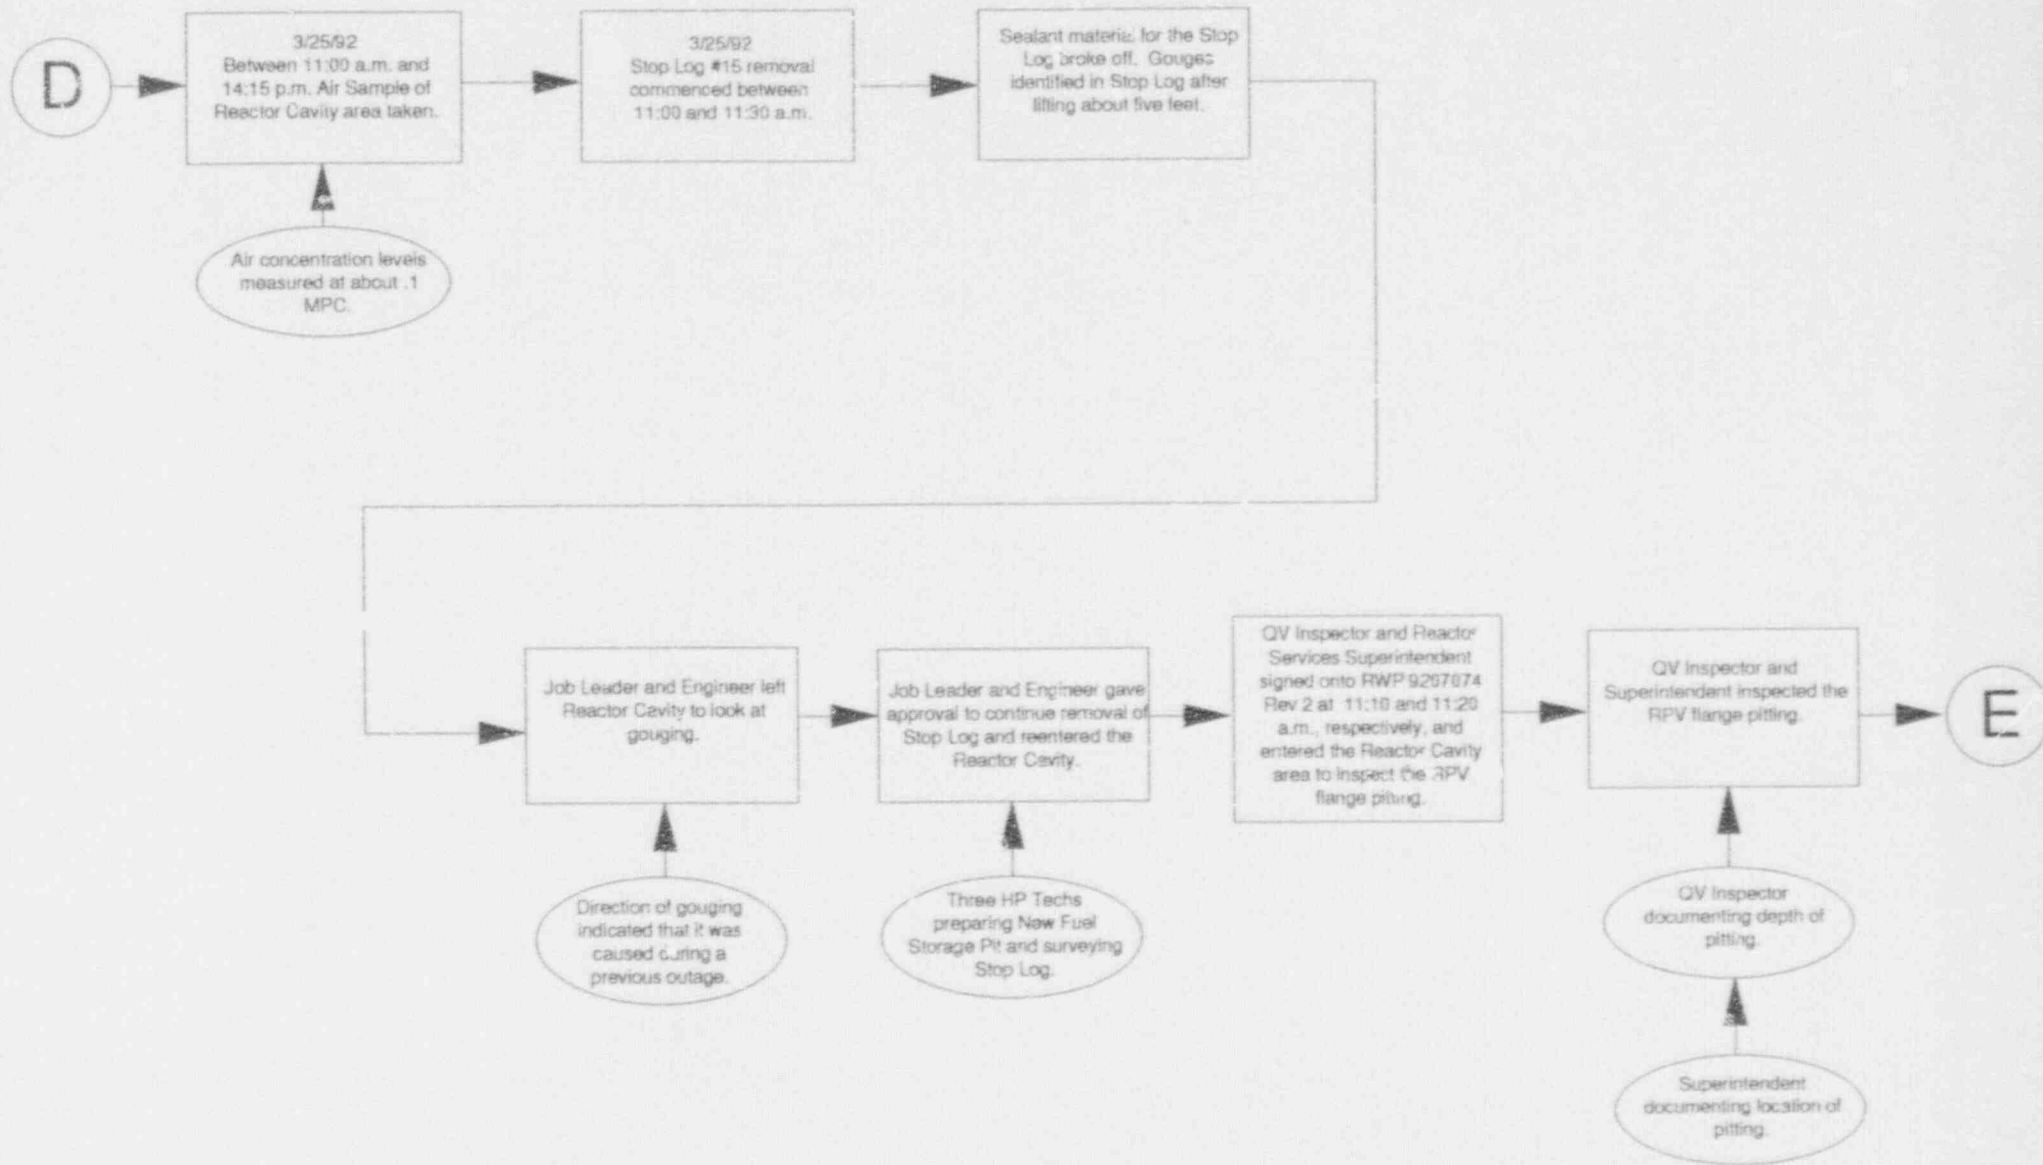 D
3/25/92
Between 11:00 a.m. and
14:15 p.m. Air Sample of
Reactor Cavity area taken.
3/25/92
Stop Log #15 removal
commenced between
11:00 and 11:30 a.m.
Sealant material for the Stop
Log broke off. Gouges
identified in Stop Log after
lifting about five feet.
Air concentration levels
measured at about .1
MPC.
Job Leader and Engineer left
Reactor Cavity to look at
gouging.
Job Leader and Engineer gave
approval to continue removal of
Stop Log and reentered the
Reactor Cavity.
QV Inspector and Reactor
Services Superintendent
signed onto RWP 9207074
Rev 2 at 11:10 and 11:20
a.m., respectively, and
entered the Reactor Cavity
area to inspect the RPV
flange pitting.
QV Inspector and
Superintendent inspected the
RPV flange pitting.
E
Direction of gouging
indicated that it was
caused during a
previous outage.
Three HP Techs
preparing New Fuel
Storage Pit and surveying
Stop Log.
QV Inspector
documenting depth of
pitting.
Superintendent
documenting location of
pitting.